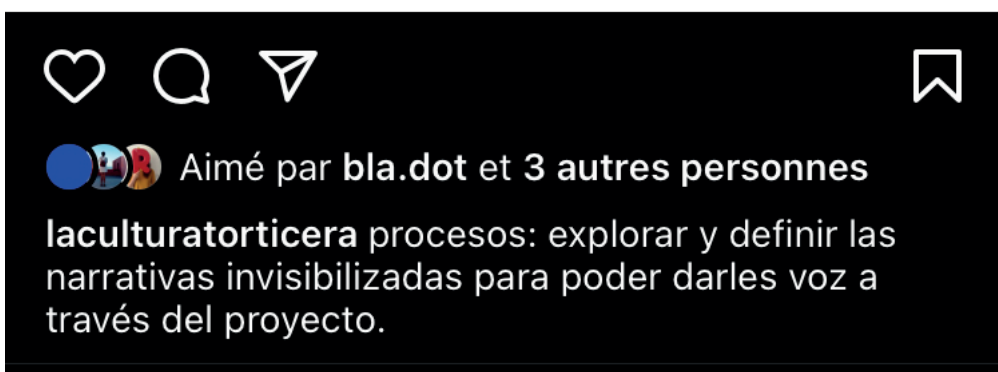 Aimé par bla.dot et 3 autres personnes
laculturatorticera procesos: explorar y definir las
narrativas invisibilizadas para poder darles voz a
través del proyecto.